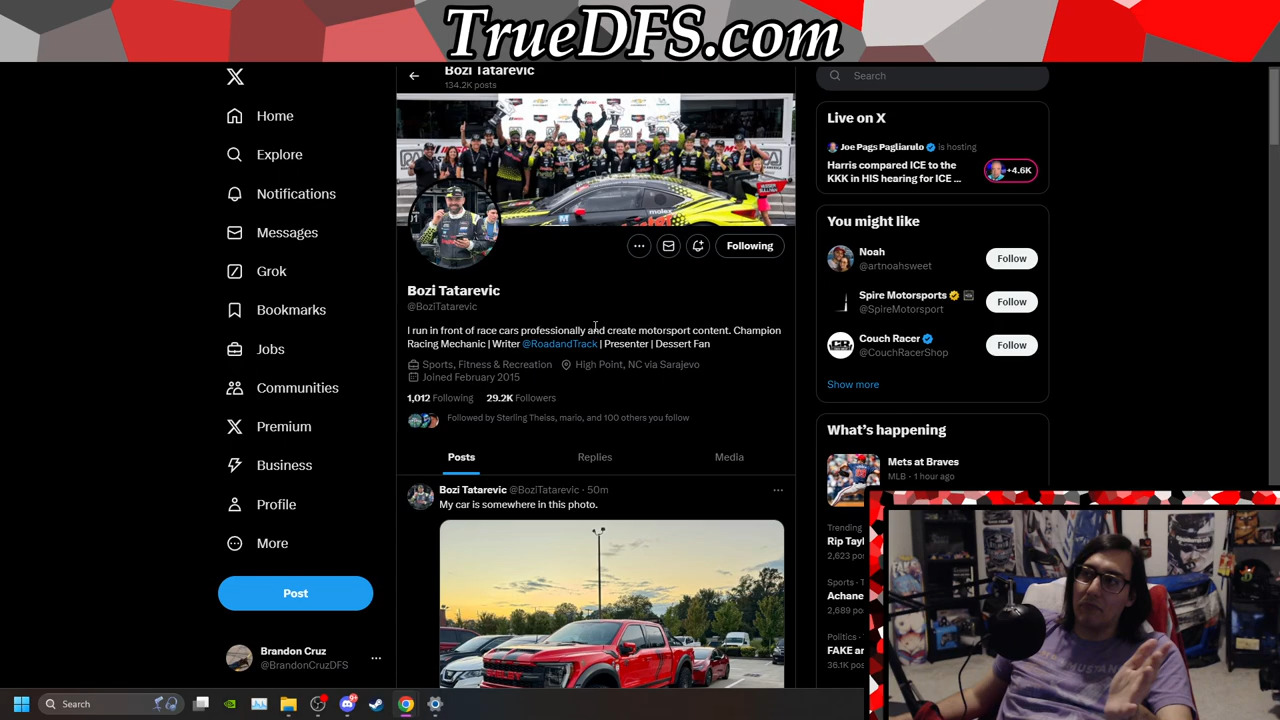 TrueDFS.com
Bozi Tatarevic
134.2K posts
Home
Explore
Notifications
Messages
Grok
Bookmarks
Jobs
Communities
Premium
Business
Profile
More
Post
Brandon Cruz
@BrandonCruzDFS
Following
Bozi Tatarevic
@BoziTatarevic
I run in front of race cars professionally and create motorsport content. Champion
Racing Mechanic | Writer @RoadandTrack | Presenter | Dessert Fan
Sports, Fitness & Recreation High Point, NC via Sarajevo
Joined February 2015
1,012 Following 29.2K Followers
Followed by Sterling Theiss, mario, and 100 others you follow
Posts Replies Media
Bozi Tatarevic @BoziTatarevic · 50m
My car is somewhere in this photo.
Search
Live on X
Joe Pags Pagliarulo is hosting
Harris compared ICE to the
KKK in HIS hearing for ICE ...
+4.6K
You might like
Noah
@artnoahsweet
Follow
Spire Motorsports
@SpireMotorsport
Follow
Couch Racer
@CouchRacerShop
Follow
Show more
What's happening
Mets at Braves
MLB · 1 hour ago
Trending
Rip Tayl
2,623 po
Sports · T
Achane
2,689 po
Politics ·
FAKE ar
36.1K pos
Search